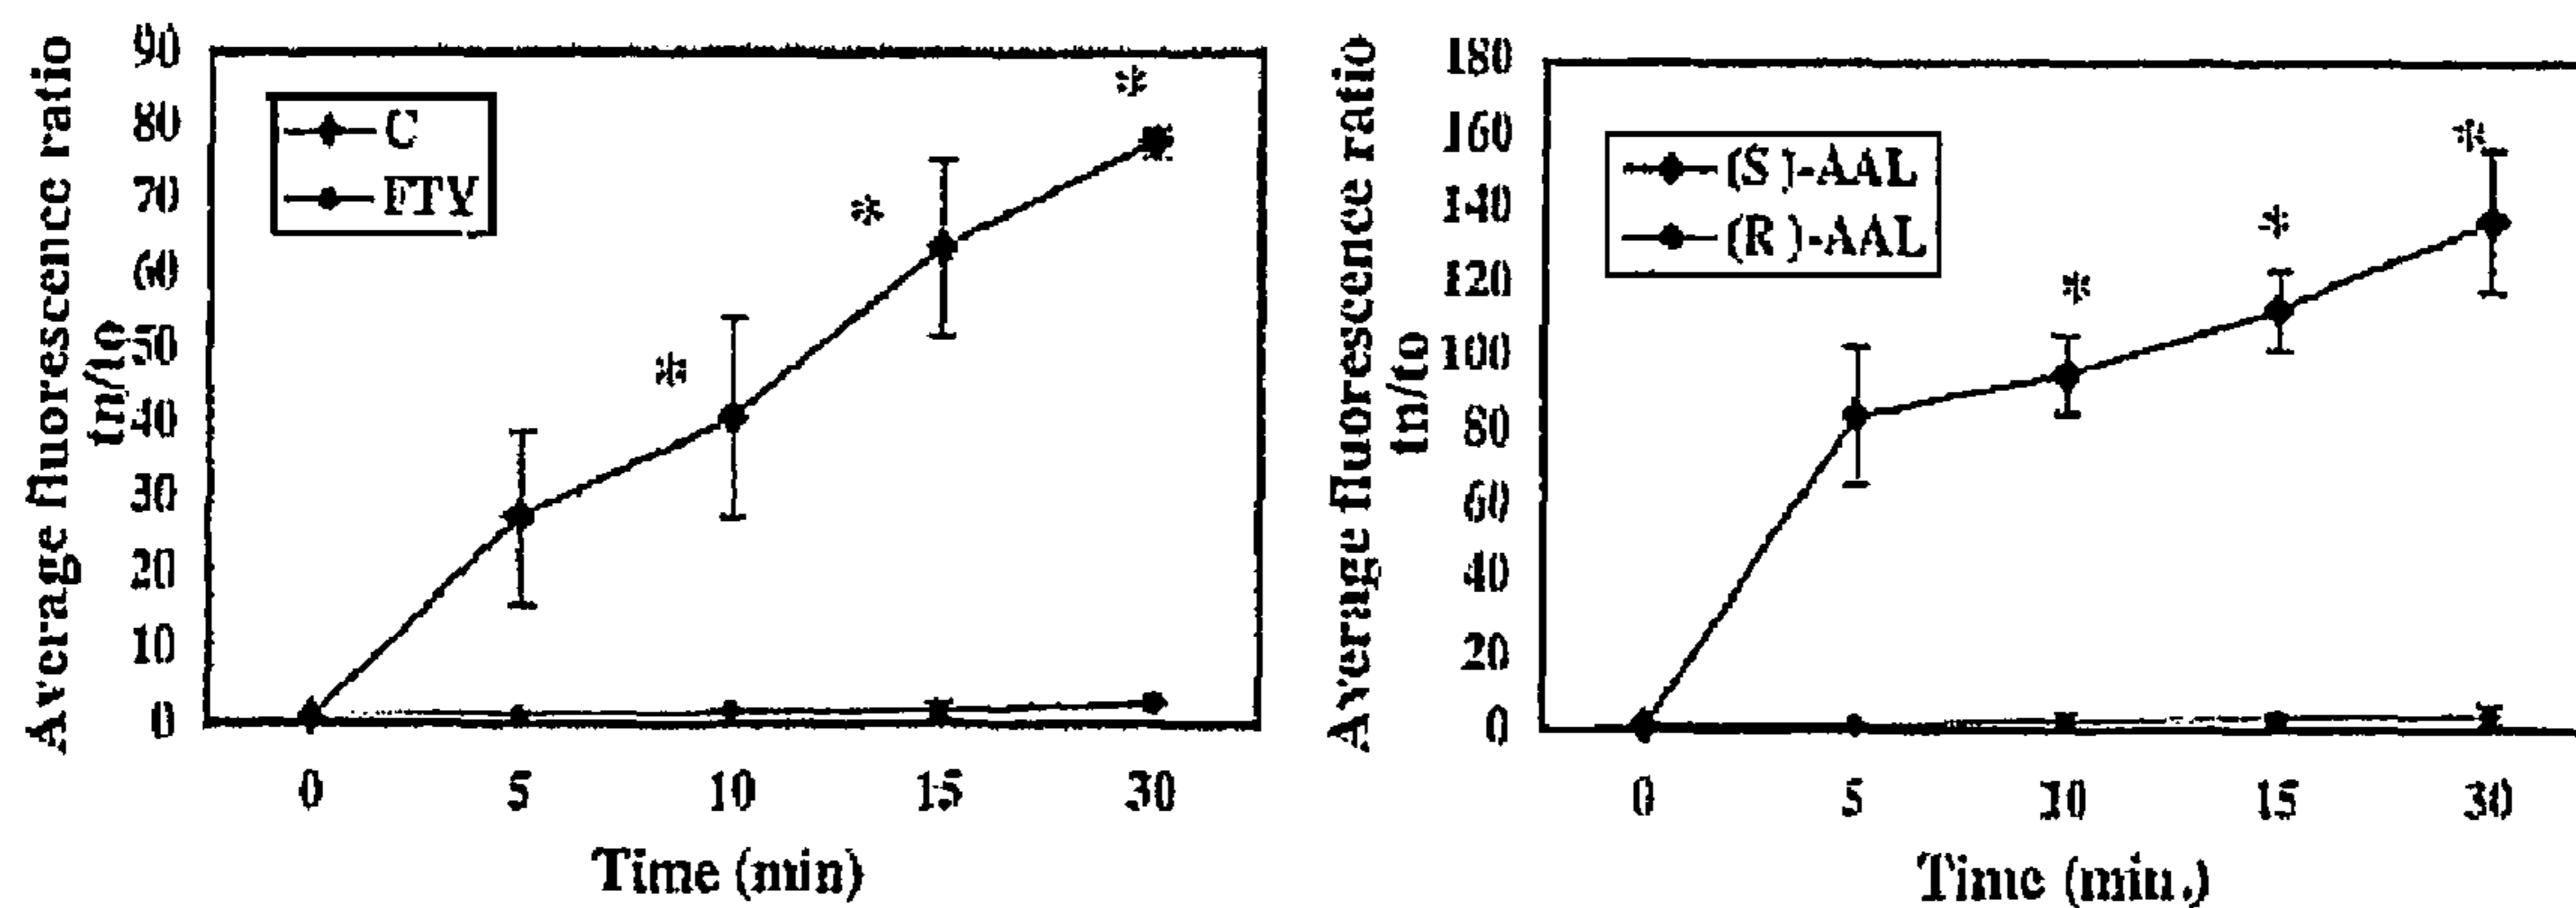 Average fluorescence ratio
tn/to
90
80
70
60
50
40
30
20
10
0
C
FTY
*
*
*
0 5 10 15 30
Time (min)
Average fluorescence ratio
tn/to
180
160
140
120
100
80
60
40
20
0
(S)-AAL
(R)-AAL
*
*
*
0 5 10 15 30
Time (min.)